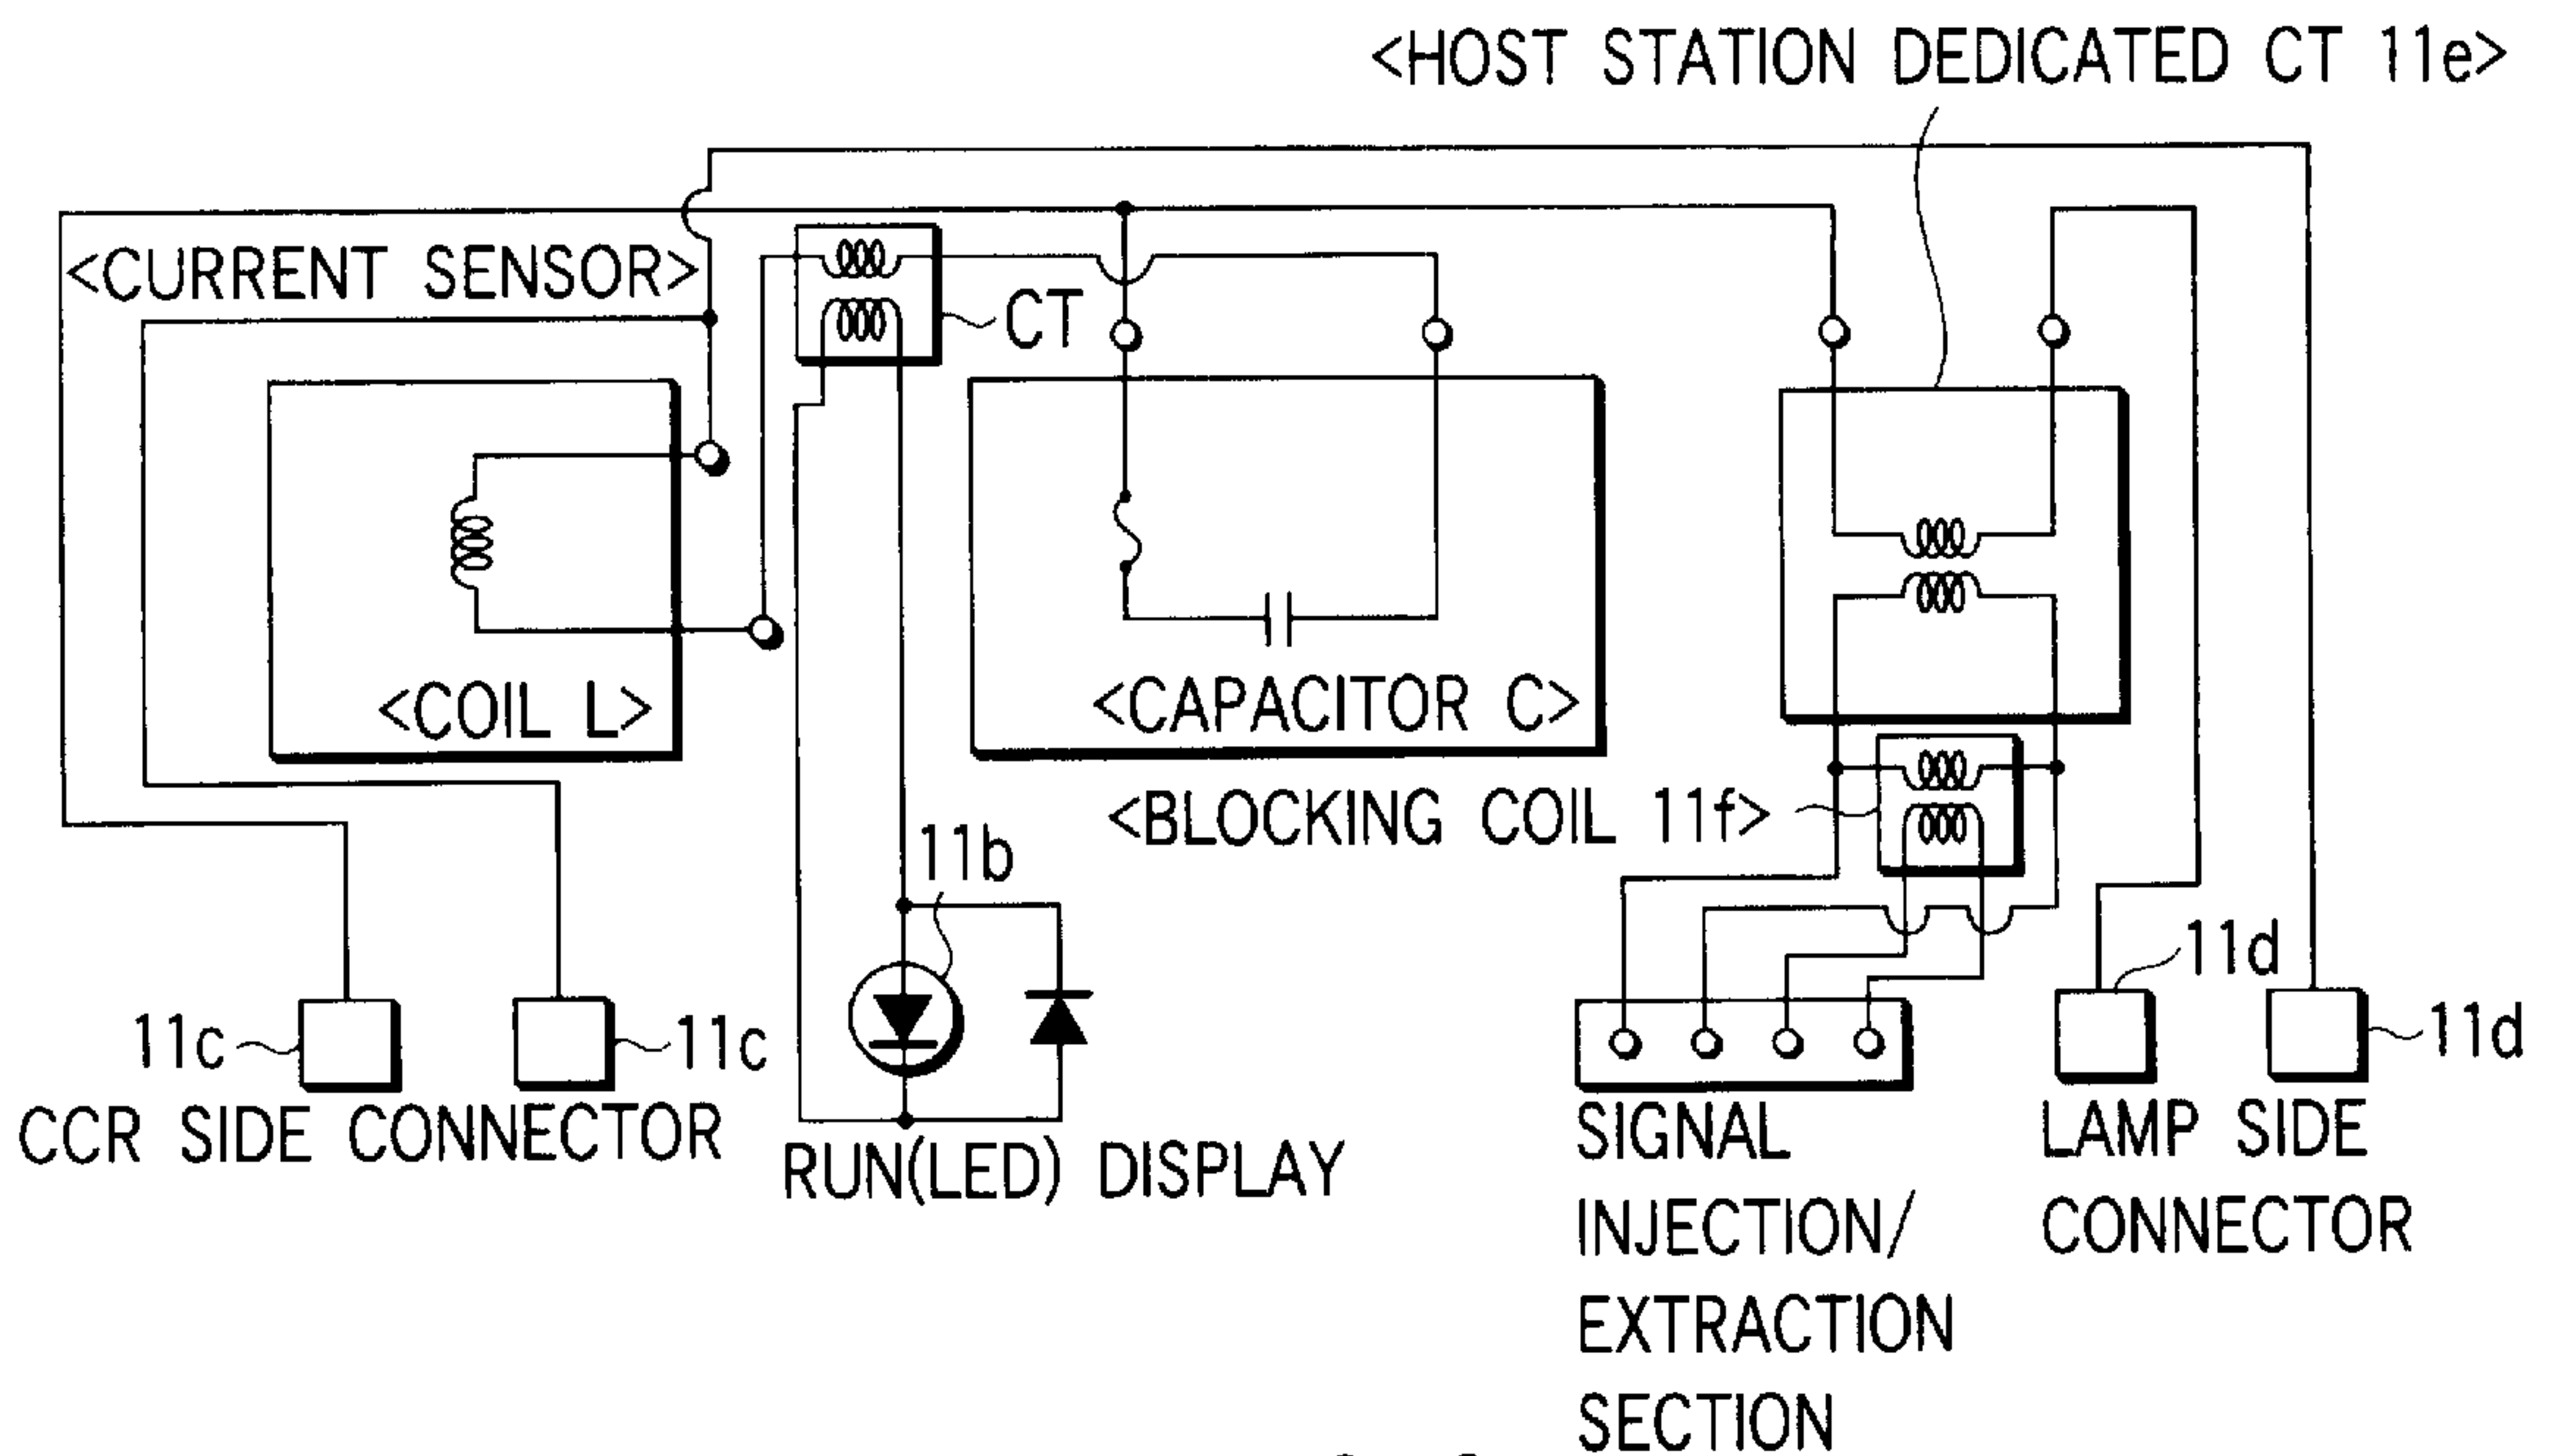 <HOST STATION DEDICATED CT 11e>
<CURRENT SENSOR>
CT
<COIL L>
<CAPACITOR C>
<BLOCKING COIL 11f>
11b
11c
11c
11d
11d
CCR SIDE CONNECTOR
RUN(LED) DISPLAY
SIGNAL
INJECTION/
EXTRACTION
SECTION
LAMP SIDE
CONNECTOR